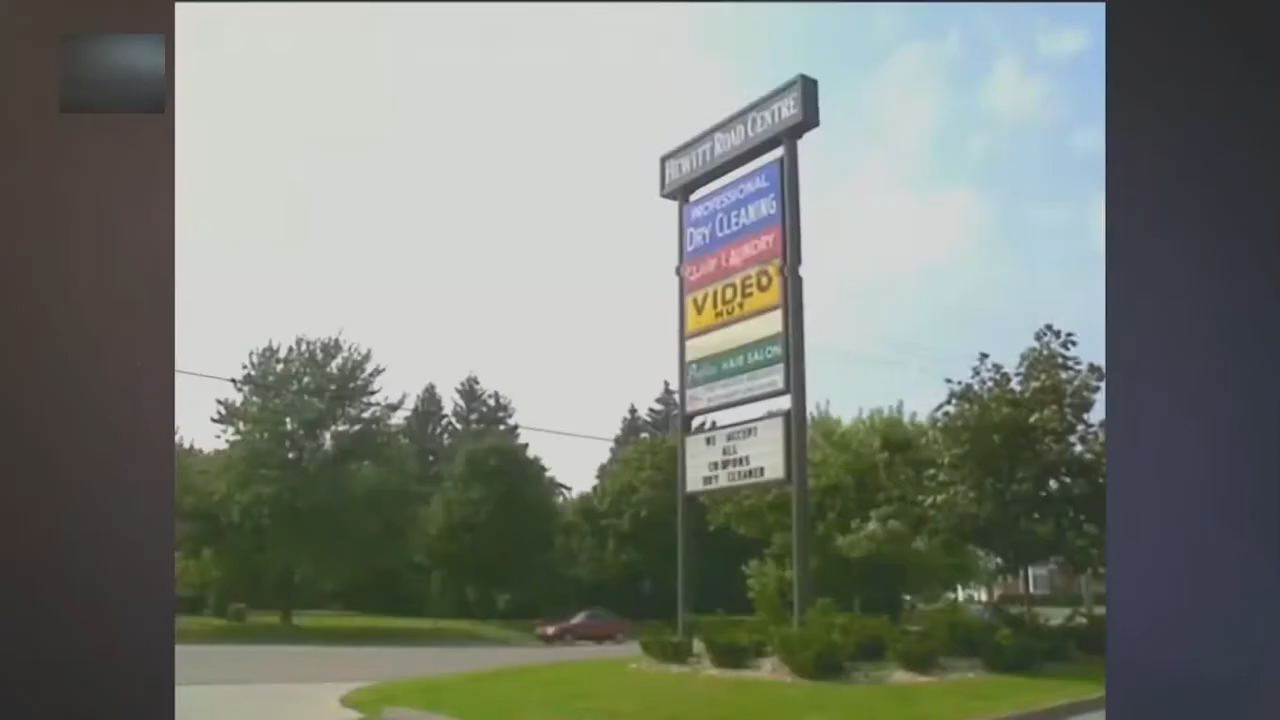 HEWITT ROAD CENTRE
PROFESSIONAL
DRY CLEANING
LAUNDRY
VIDEO
HUT
HAIR SALON
WE ACCEPT
ALL
COUPONS
DRY CLEANER